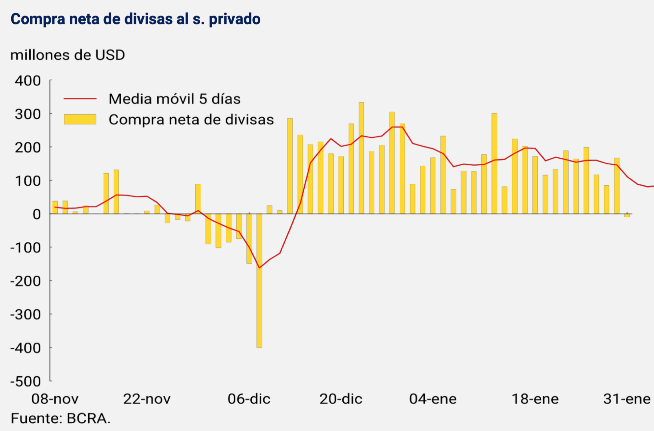 Compra neta de divisas al s. privado
millones de USD
400
Media móvil 5 días
300
Compra neta de divisas
200
100
0
-100
-200
-300
-400
-500
08-nov 22-nov 06-dic 20-dic 04-ene 18-ene 31-ene
Fuente: BCRA.